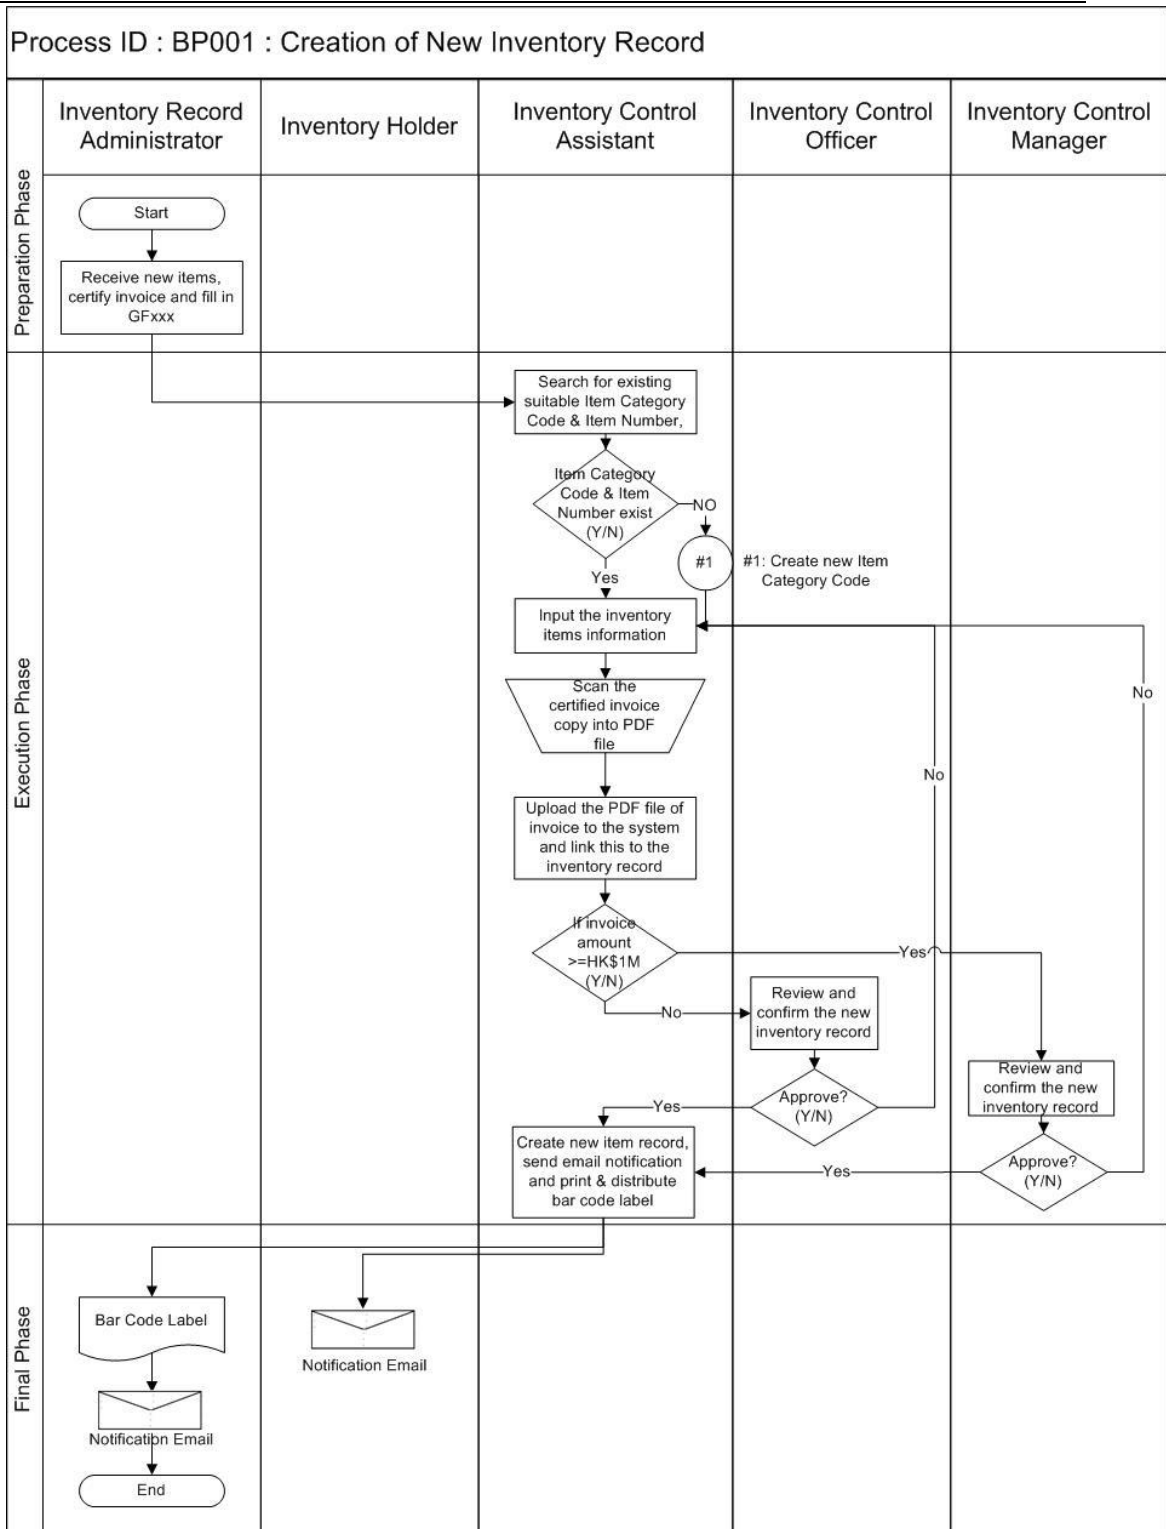 Process ID : BP001 : Creation of New Inventory Record
Inventory Record
Administrator
Inventory Holder
Inventory Control
Assistant
Inventory Control
Officer
Inventory Control
Manager
Preparation Phase
Start
Receive new items,
certify invoice and fill in
GFxxx
Execution Phase
Search for existing
suitable Item Category
Code & Item Number,
Item Category
Code & Item
Number exist
(Y/N)
NO
#1
#1: Create new Item
Category Code
Yes
Input the inventory
items information
Scan the
certified invoice
copy into PDF
file
No
No
Upload the PDF file of
invoice to the system
and link this to the
inventory record
If invoice
amount
>=HK$1M
(Y/N)
Yes
No
Review and
confirm the new
inventory record
Review and
confirm the new
inventory record
Approve?
(Y/N)
Yes
Create new item record,
send email notification
and print & distribute
bar code label
Yes
Approve?
(Y/N)
Final Phase
Bar Code Label
Notification Email
Notification Email
End